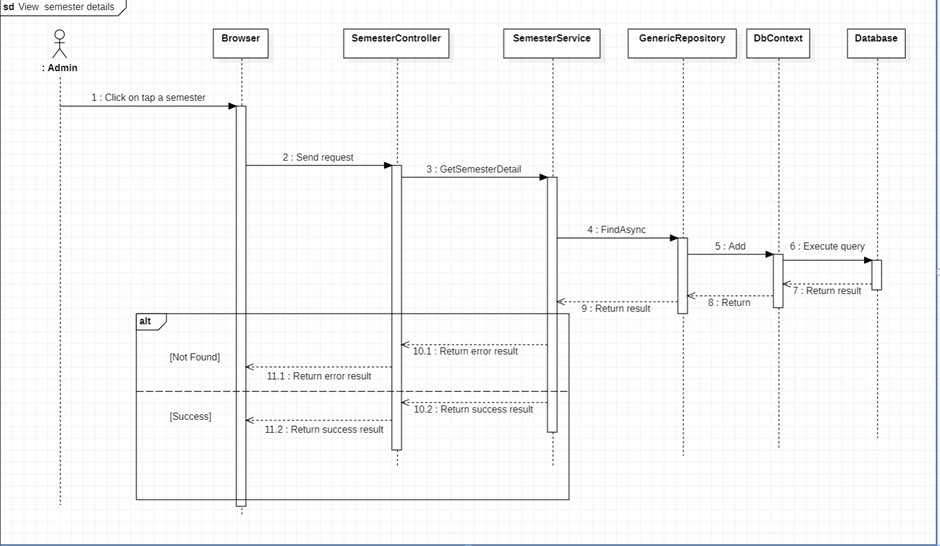 sd View semester details
Browser
SemesterController
SemesterService
GenericRepository
DbContext
Database
: Admin
1 : Click on tap a semester
2 : Send request
3 : GetSemesterDetail
4 : FindAsync
5 : Add
6 : Execute query
7 : Return result
8 : Return
9 : Return result
alt
[Not Found]
10.1 : Return error result
11.1 : Return error result
[Success]
10.2 : Return success result
11.2 : Return success result